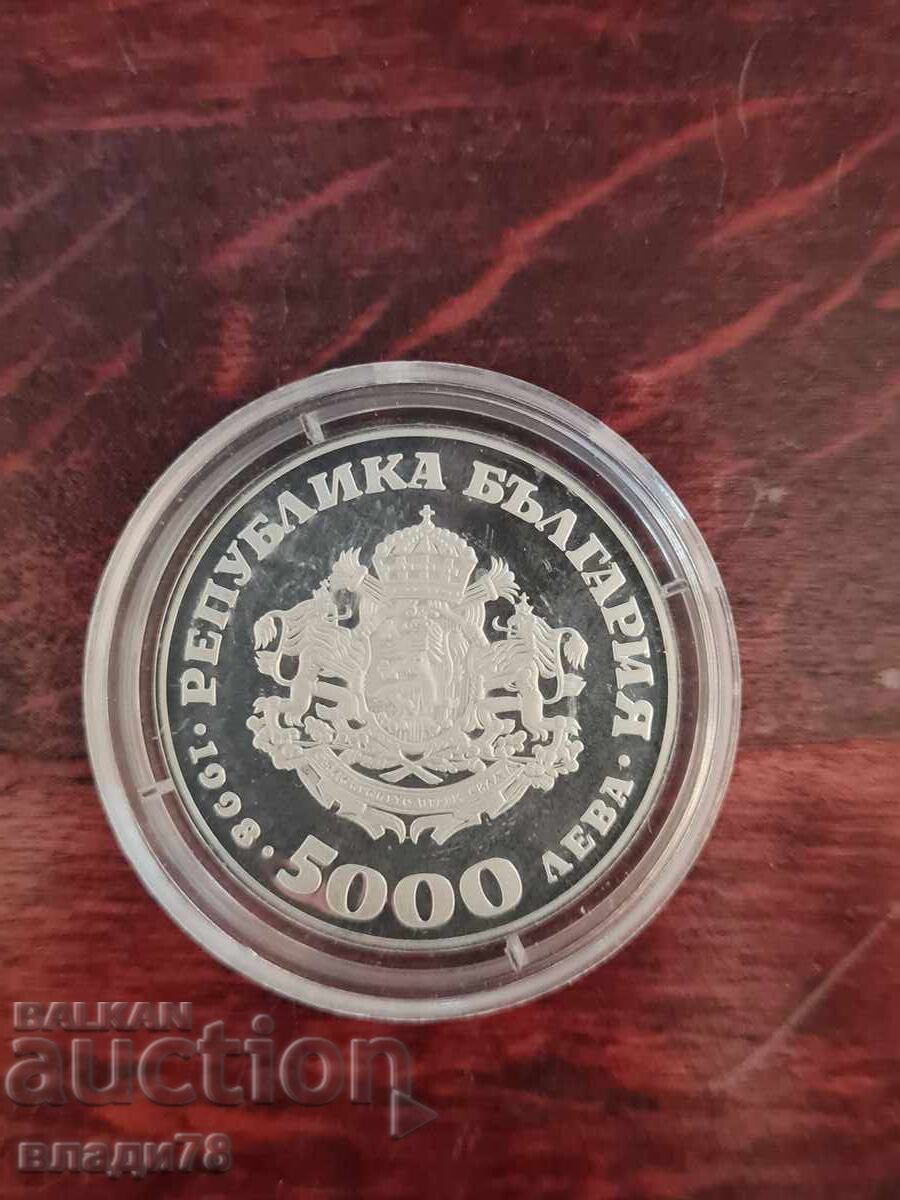 РЕПУБЛИКА БЪЛГАРИЯ
·1998·
5000 ЛЕВА·
BALKAN
auction
влади78